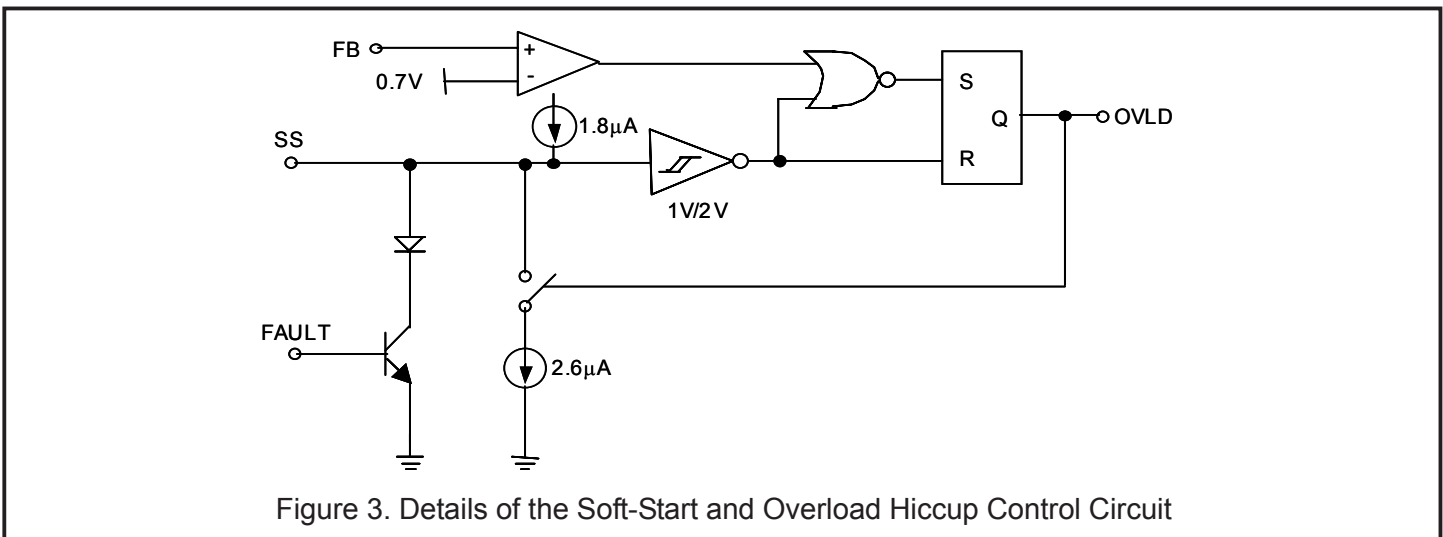 FB
+
-
0.7V
1.8µA
SS
1V/2V
S
Q
R
OVLD
FAULT
2.6µA
Figure 3. Details of the Soft-Start and Overload Hiccup Control Circuit